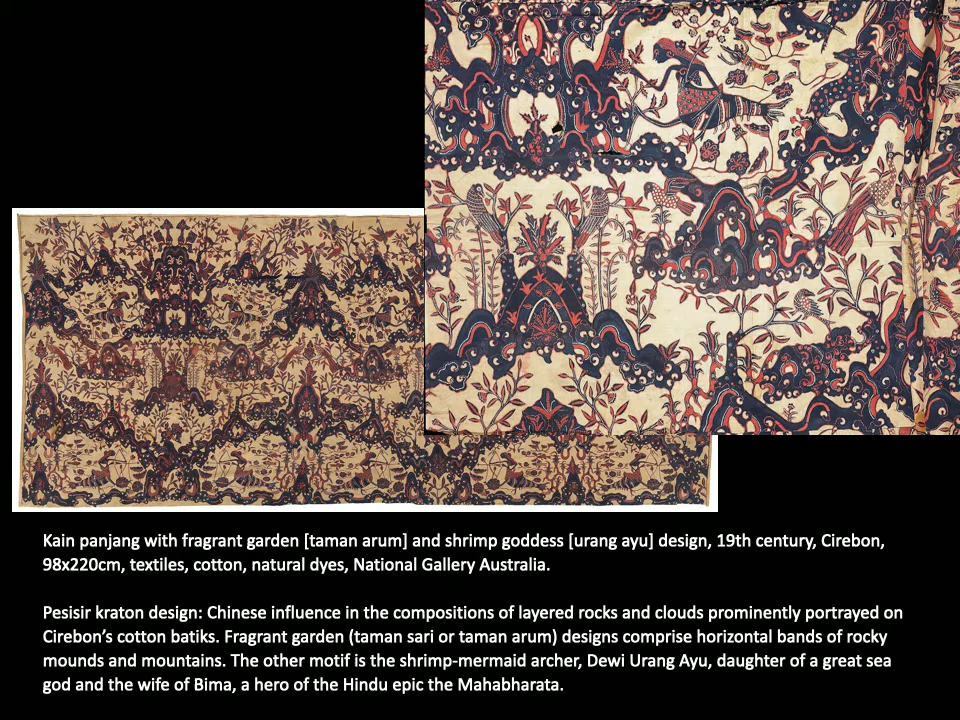 Kain panjang with fragrant garden [taman arum] and shrimp goddess [urang ayu] design, 19th century, Cirebon,
98x220cm, textiles, cotton, natural dyes, National Gallery Australia.
Pesisir kraton design: Chinese influence in the compositions of layered rocks and clouds prominently portrayed on
Cirebon’s cotton batiks. Fragrant garden (taman sari or taman arum) designs comprise horizontal bands of rocky
mounds and mountains. The other motif is the shrimp-mermaid archer, Dewi Urang Ayu, daughter of a great sea
god and the wife of Bima, a hero of the Hindu epic the Mahabharata.